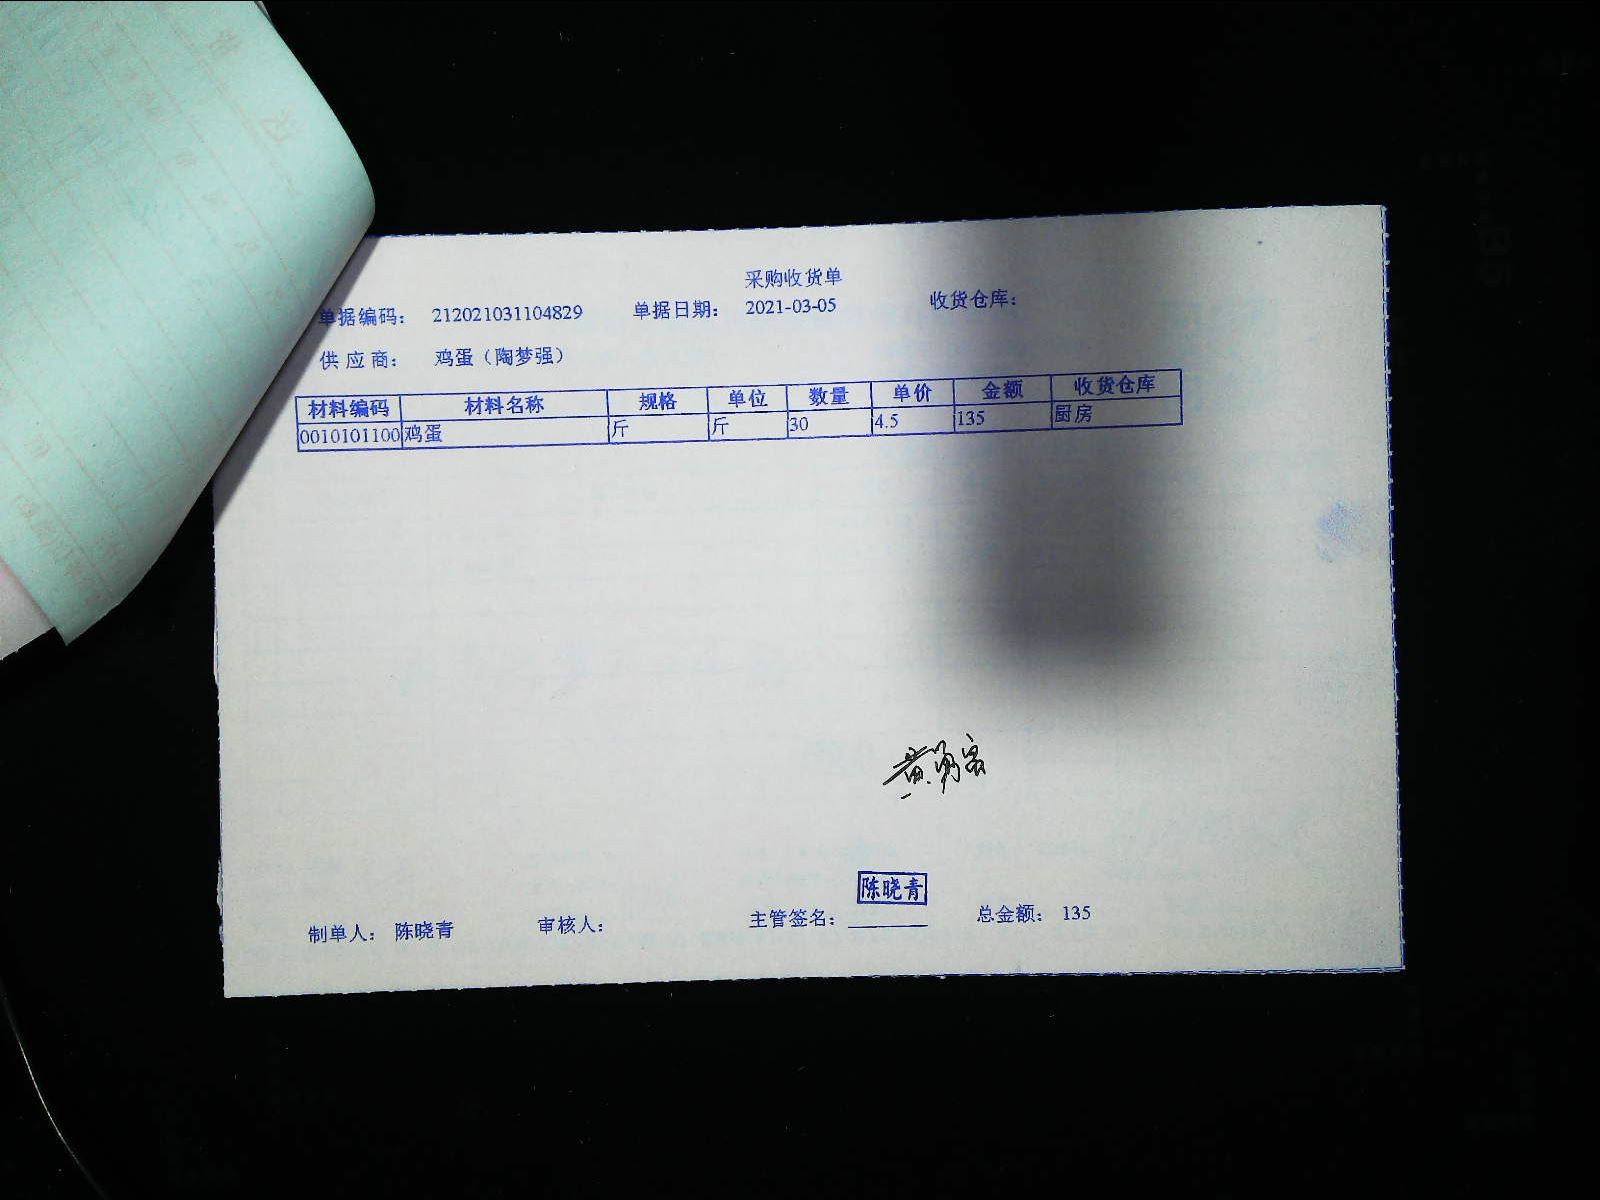 采购收货单
单据编码: 212021031104829 单据日期: 2021-03-05 收货仓库:
供应商: 鸡蛋（陶梦强）
材料编码 材料名称 规格 单位 数量 单价 金额 收货仓库
0010101100 鸡蛋 斤 斤 30 4.5 135 厨房
陈晓青
制单人: 陈晓青 审核人: 主管签名: 总金额: 135